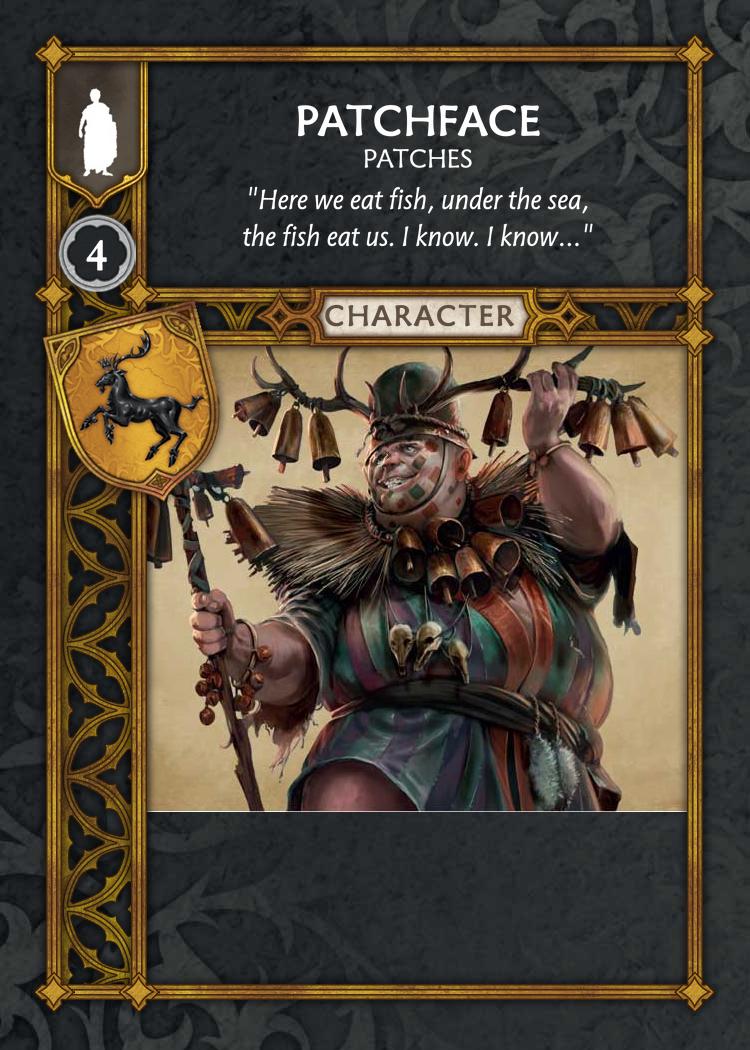 PATCHFACE
PATCHES
"Here we eat fish, under the sea,
the fish eat us. I know. I know..."
4
CHARACTER